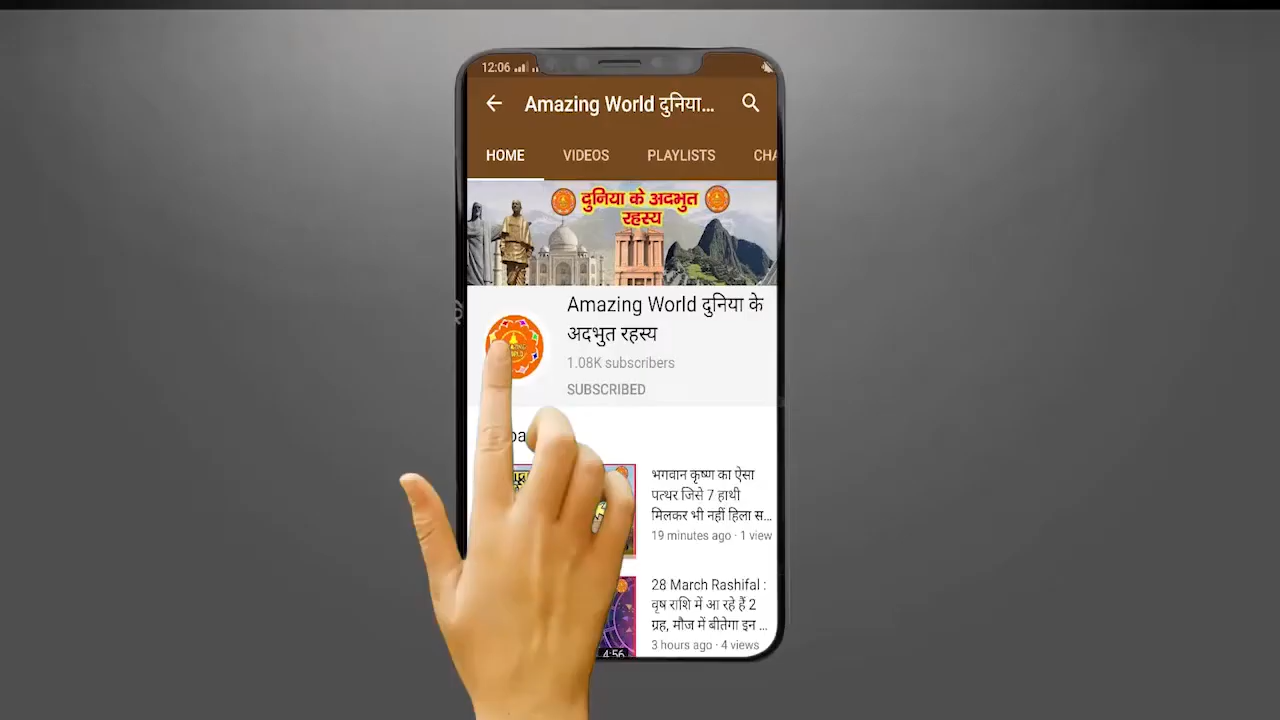 12:06
Amazing World दुनिया...
HOME VIDEOS PLAYLISTS CHA
दुनिया के अदभुत
रहस्य
Amazing World दुनिया के
अदभुत रहस्य
1.08K subscribers
SUBSCRIBED
भगवान कृष्ण का ऐसा
पत्थर जिसे 7 हाथी
मिलकर भी नहीं हिला स...
19 minutes ago · 1 view
28 March Rashifal :
वृष राशि में आ रहे हैं 2
ग्रह, मौज में बीतेगा इन ...
3 hours ago · 4 views
4:56